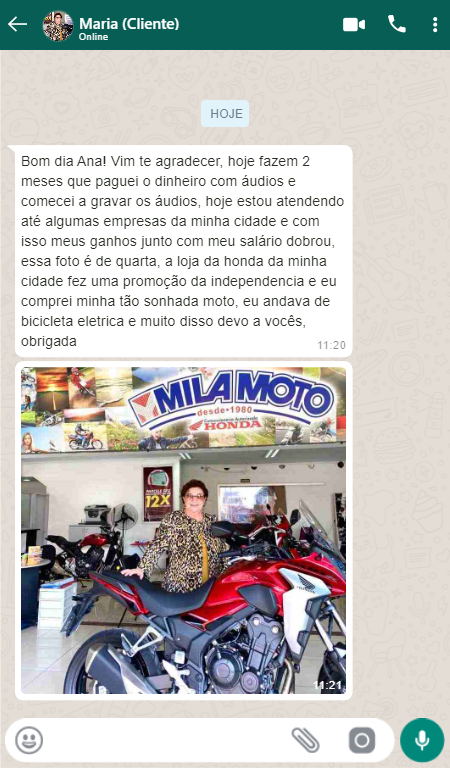 Maria (Cliente)
Online
HOJE
Bom dia Ana! Vim te agradecer, hoje fazem 2
meses que paguei o dinheiro com áudios e
comecei a gravar os áudios, hoje estou atendendo
até algumas empresas da minha cidade e com
isso meus ganhos junto com meu salário dobrou,
essa foto é de quarta, a loja da honda da minha
cidade fez uma promoção da independencia e eu
comprei minha tão sonhada moto, eu andava de
bicicleta eletrica e muito disso devo a vocês,
obrigada
11:20
MILA MOTO
desde • 1980
HONDA
12X
11:21